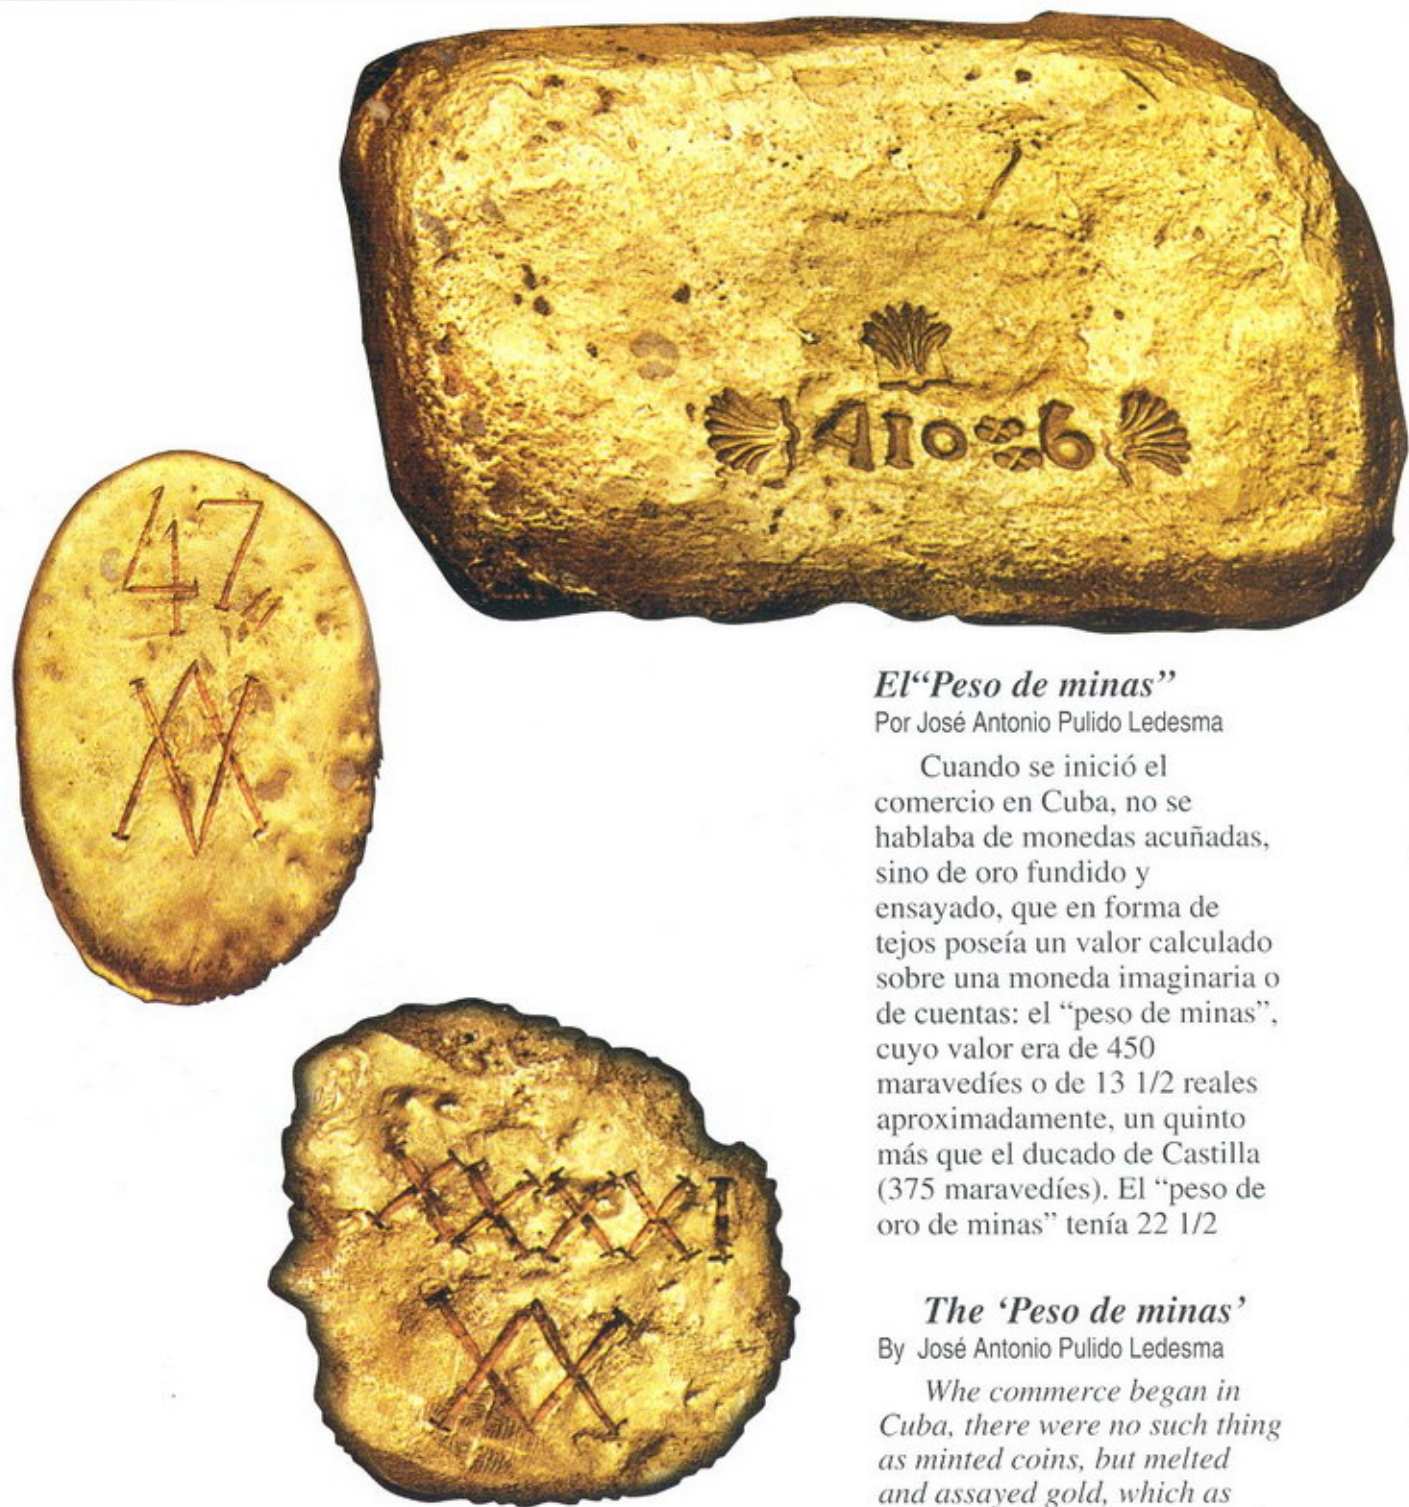 410 6
47
XX
XXXXI
XX
El“Peso de minas”
Por José Antonio Pulido Ledesma
Cuando se inició el
comercio en Cuba, no se
hablaba de monedas acuñadas,
sino de oro fundido y
ensayado, que en forma de
tejos poseía un valor calculado
sobre una moneda imaginaria o
de cuentas: el “peso de minas”,
cuyo valor era de 450
maravedíes o de 13 1/2 reales
aproximadamente, un quinto
más que el ducado de Castilla
(375 maravedíes). El “peso de
oro de minas” tenía 22 1/2
The ‘Peso de minas’
By José Antonio Pulido Ledesma
Whe commerce began in
Cuba, there were no such thing
as minted coins, but melted
and assayed gold, which as